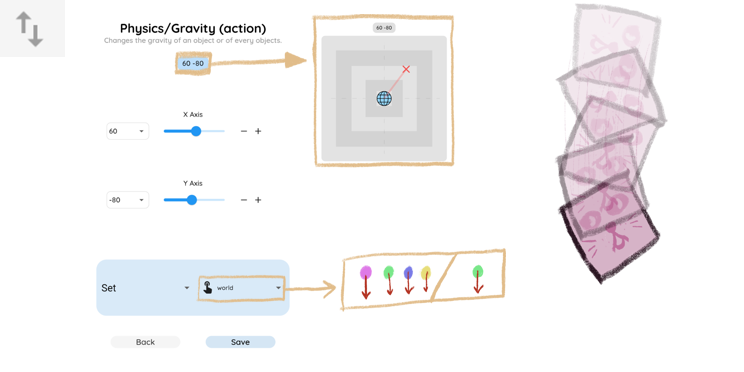 Physics/Gravity (action)
Changes the gravity of an object or of every objects.
60 -80
60 -80
X Axis
60
Y Axis
-80
Set
world
Back
Save